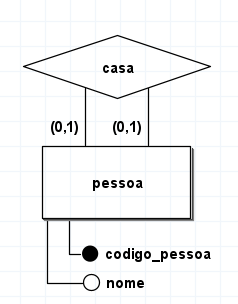 casa
(0,1) (0,1)
pessoa
codigo_pessoa
nome